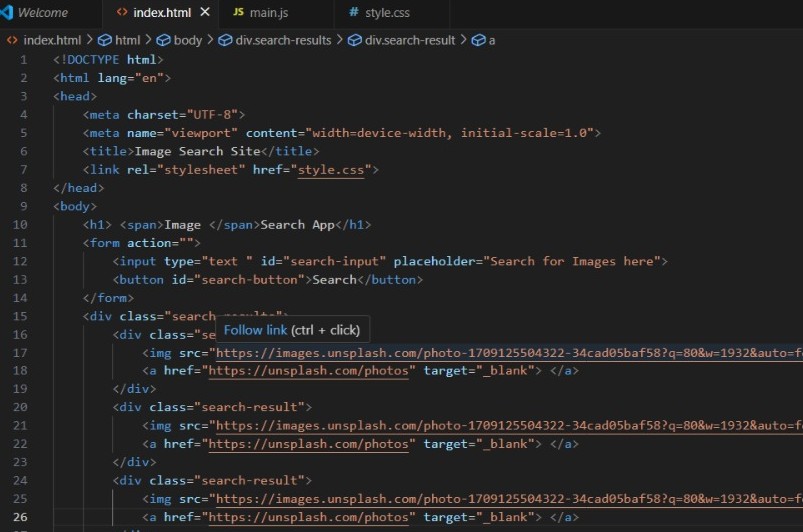 Welcome
<> index.html ×
JS main.js
# style.css
<> index.html > html > body > div.search-results > div.search-result > a
1 <!DOCTYPE html>
2 <html lang="en">
3 <head>
4 <meta charset="UTF-8">
5 <meta name="viewport" content="width=device-width, initial-scale=1.0">
6 <title>Image Search Site</title>
7 <link rel="stylesheet" href="style.css">
8 </head>
9 <body>
10 <h1> <span>Image </span>Search App</h1>
11 <form action="">
12 <input type="text " id="search-input" placeholder="Search for Images here">
13 <button id="search-button">Search</button>
14 </form>
15 <div class="search-results">
Follow link (ctrl + click)
16 <div class="se
17 <img src="https://images.unsplash.com/photo-1709125504322-34cad05baf58?q=80&w=1932&auto=fo
18 <a href="https://unsplash.com/photos" target="_blank"> </a>
19 </div>
20 <div class="search-result">
21 <img src="https://images.unsplash.com/photo-1709125504322-34cad05baf58?q=80&w=1932&auto=fo
22 <a href="https://unsplash.com/photos" target="_blank"> </a>
23 </div>
24 <div class="search-result">
25 <img src="https://images.unsplash.com/photo-1709125504322-34cad05baf58?q=80&w=1932&auto=fo
26 <a href="https://unsplash.com/photos" target="_blank"> </a>